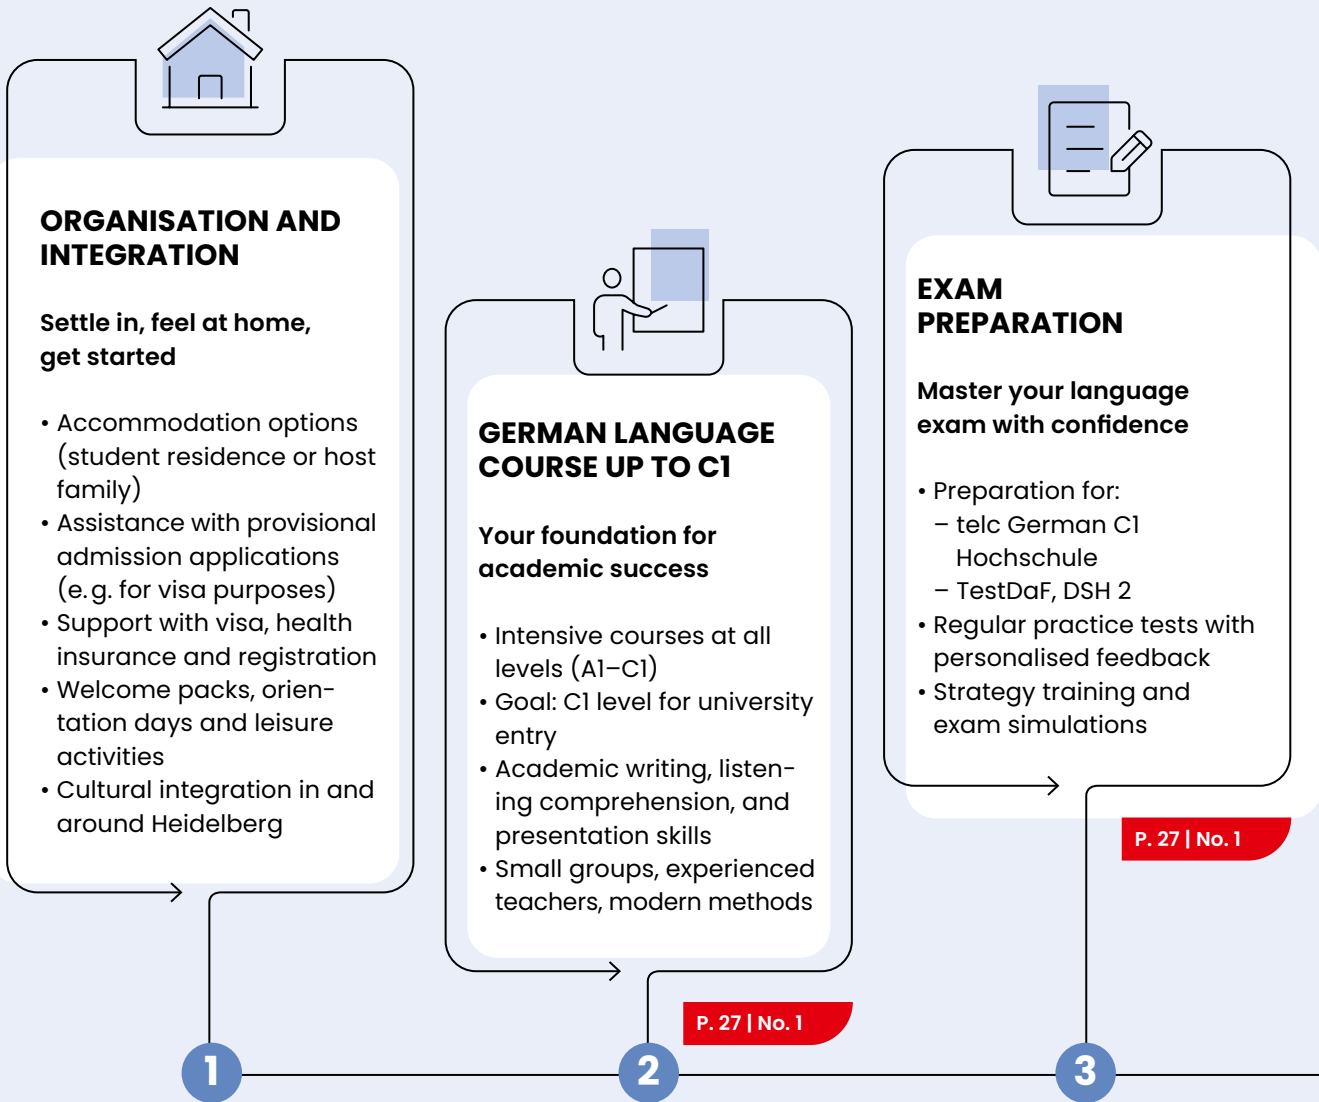 ORGANISATION AND
INTEGRATION
Settle in, feel at home,
get started
• Accommodation options
(student residence or host
family)
• Assistance with provisional
admission applications
(e. g. for visa purposes)
• Support with visa, health
insurance and registration
• Welcome packs, orien-
tation days and leisure
activities
• Cultural integration in and
around Heidelberg
1
GERMAN LANGUAGE
COURSE UP TO C1
Your foundation for
academic success
• Intensive courses at all
levels (A1–C1)
• Goal: C1 level for university
entry
• Academic writing, listen-
ing comprehension, and
presentation skills
• Small groups, experienced
teachers, modern methods
P. 27 | No. 1
2
EXAM
PREPARATION
Master your language
exam with confidence
• Preparation for:
– telc German C1
Hochschule
– TestDaF, DSH 2
• Regular practice tests with
personalised feedback
• Strategy training and
exam simulations
P. 27 | No. 1
3